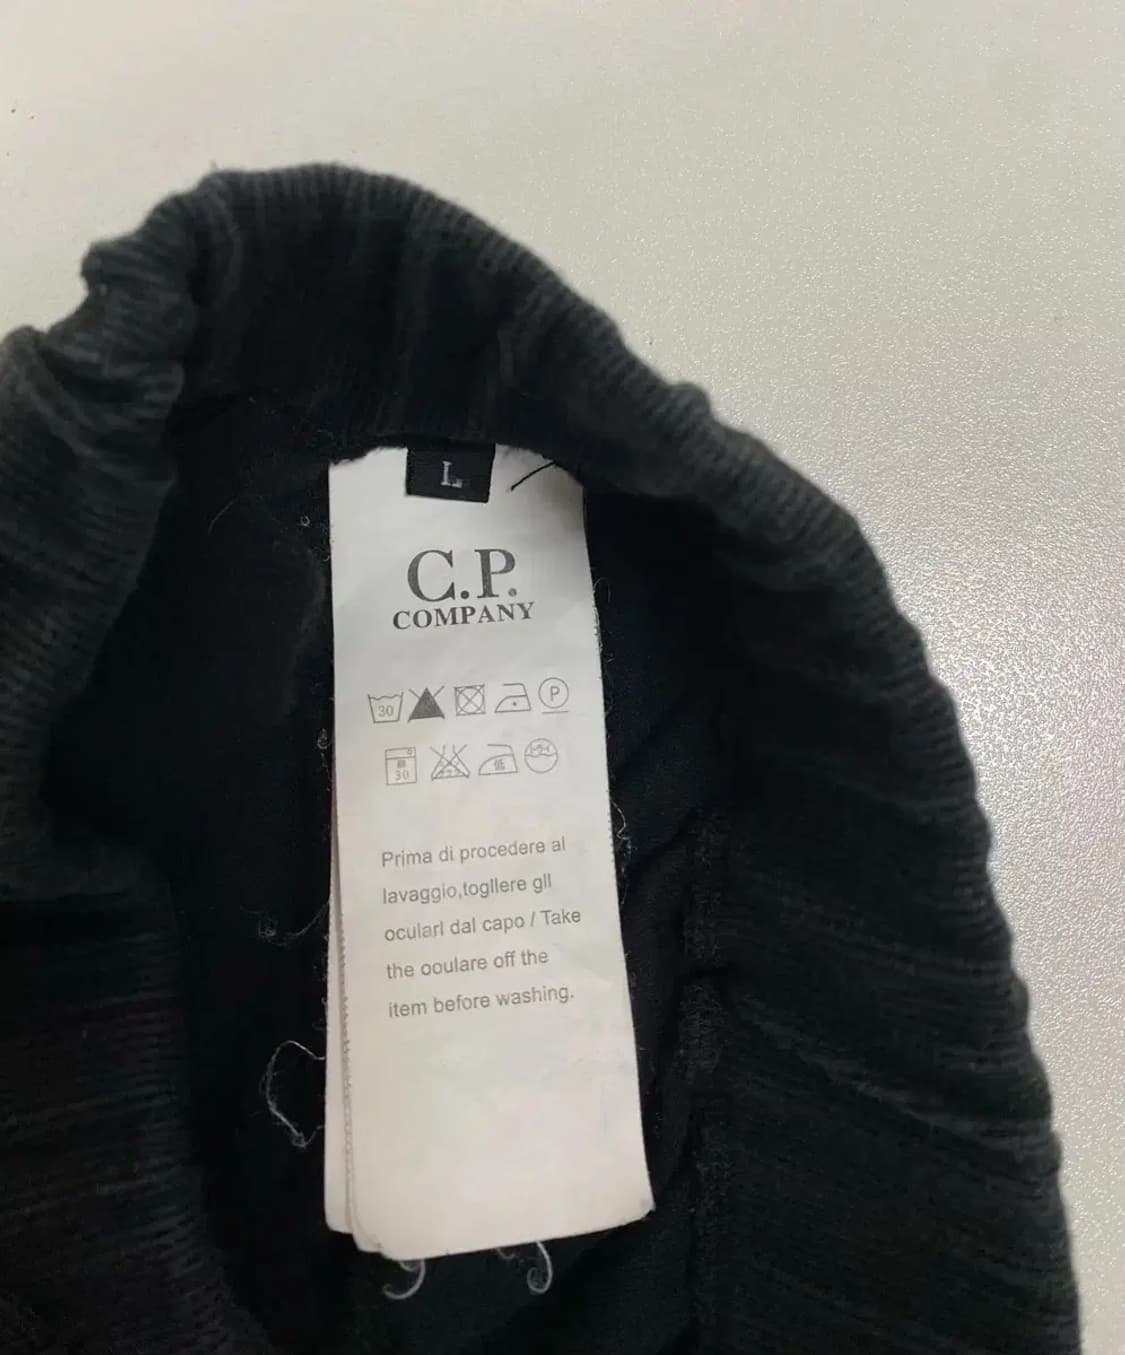 L
C.P.
COMPANY
30
P
30
低
Prima di procedere al
lavaggio,togllere gll
ocularl dal capo / Take
the ooulare off the
item before washing.